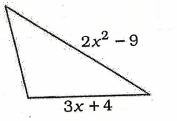 2x² – 9
3x + 4